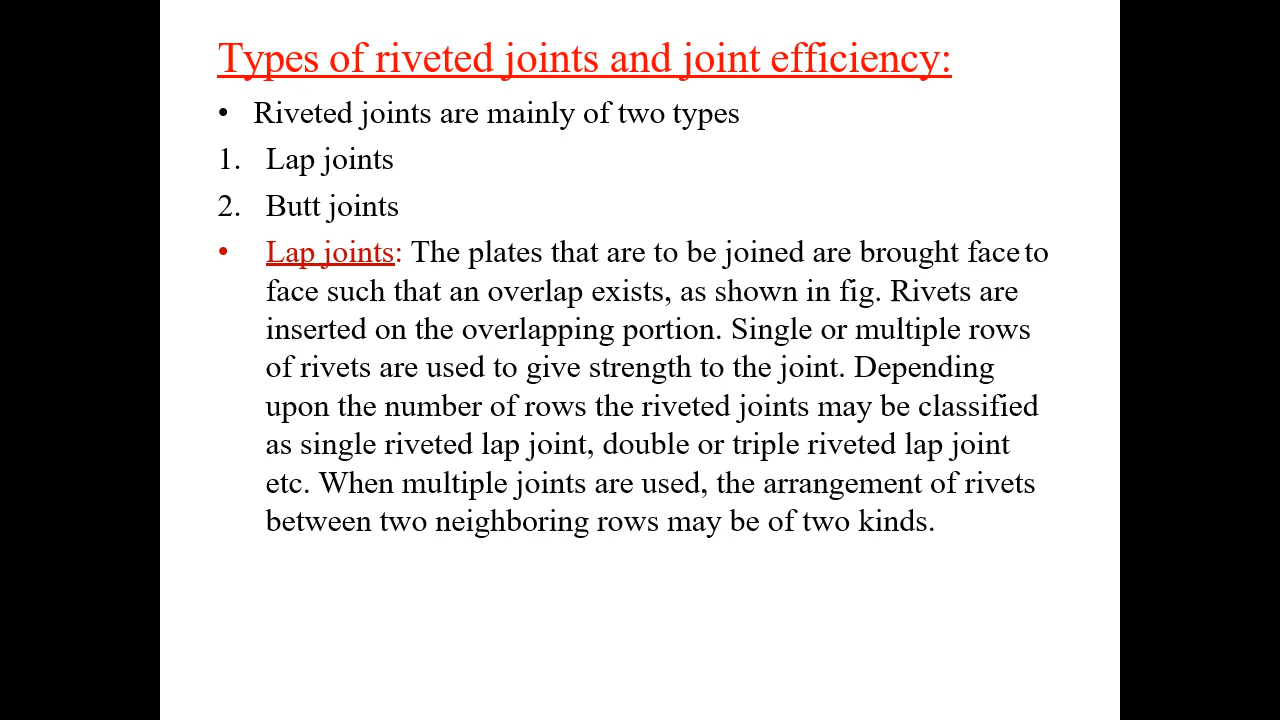 Types of riveted joints and joint efficiency:
• Riveted joints are mainly of two types
1. Lap joints
2. Butt joints
• Lap joints: The plates that are to be joined are brought face to
face such that an overlap exists, as shown in fig. Rivets are
inserted on the overlapping portion. Single or multiple rows
of rivets are used to give strength to the joint. Depending
upon the number of rows the riveted joints may be classified
as single riveted lap joint, double or triple riveted lap joint
etc. When multiple joints are used, the arrangement of rivets
between two neighboring rows may be of two kinds.